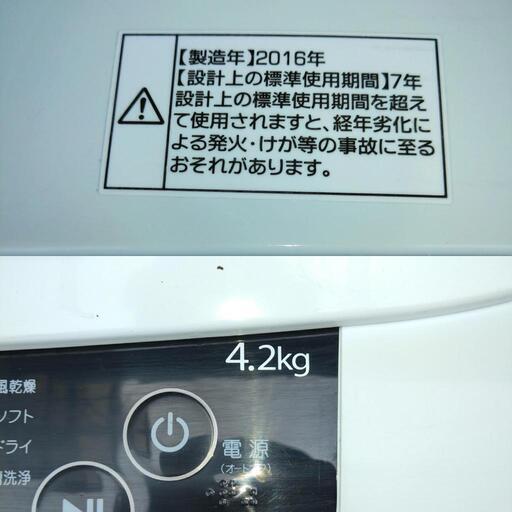 【製造年】2016年
【設計上の標準使用期間】7年
設計上の標準使用期間を超え
て使用されますと、経年劣化に
よる発火・けが等の事故に至る
おそれがあります。
4.2kg
風乾燥
ソフト
ドライ
電源
洗浄